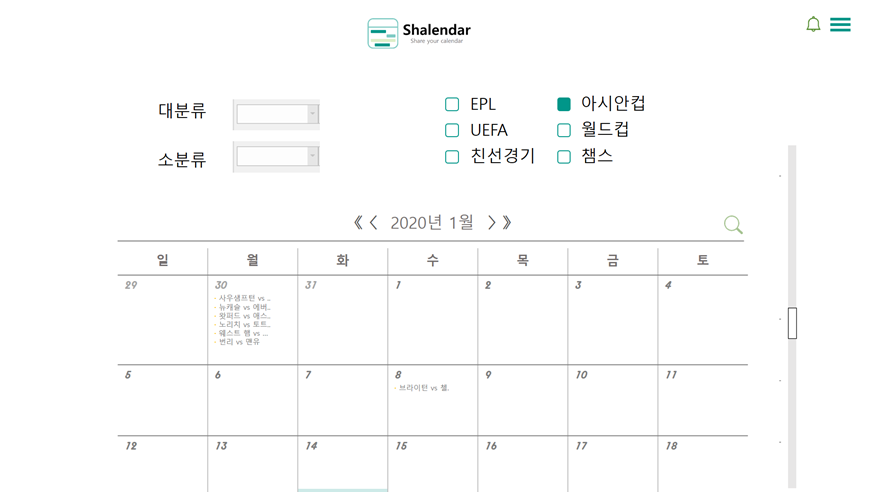 Shalendar
Share your calendar
대분류
소분류
EPL
아시안컵
UEFA
월드컵
친선경기
챔스
《 〈 2020년 1월 〉 》
일 월 화 수 목 금 토
29 30 31 1 2 3 4
· 사우샘프턴 vs ..
· 뉴캐슬 vs 에버..
· 왓퍼드 vs 애스..
· 노리치 vs 토트..
· 웨스트 햄 vs ...
· 번리 vs 맨유
5 6 7 8 9 10 11
· 브라이턴 vs 첼.
12 13 14 15 16 17 18